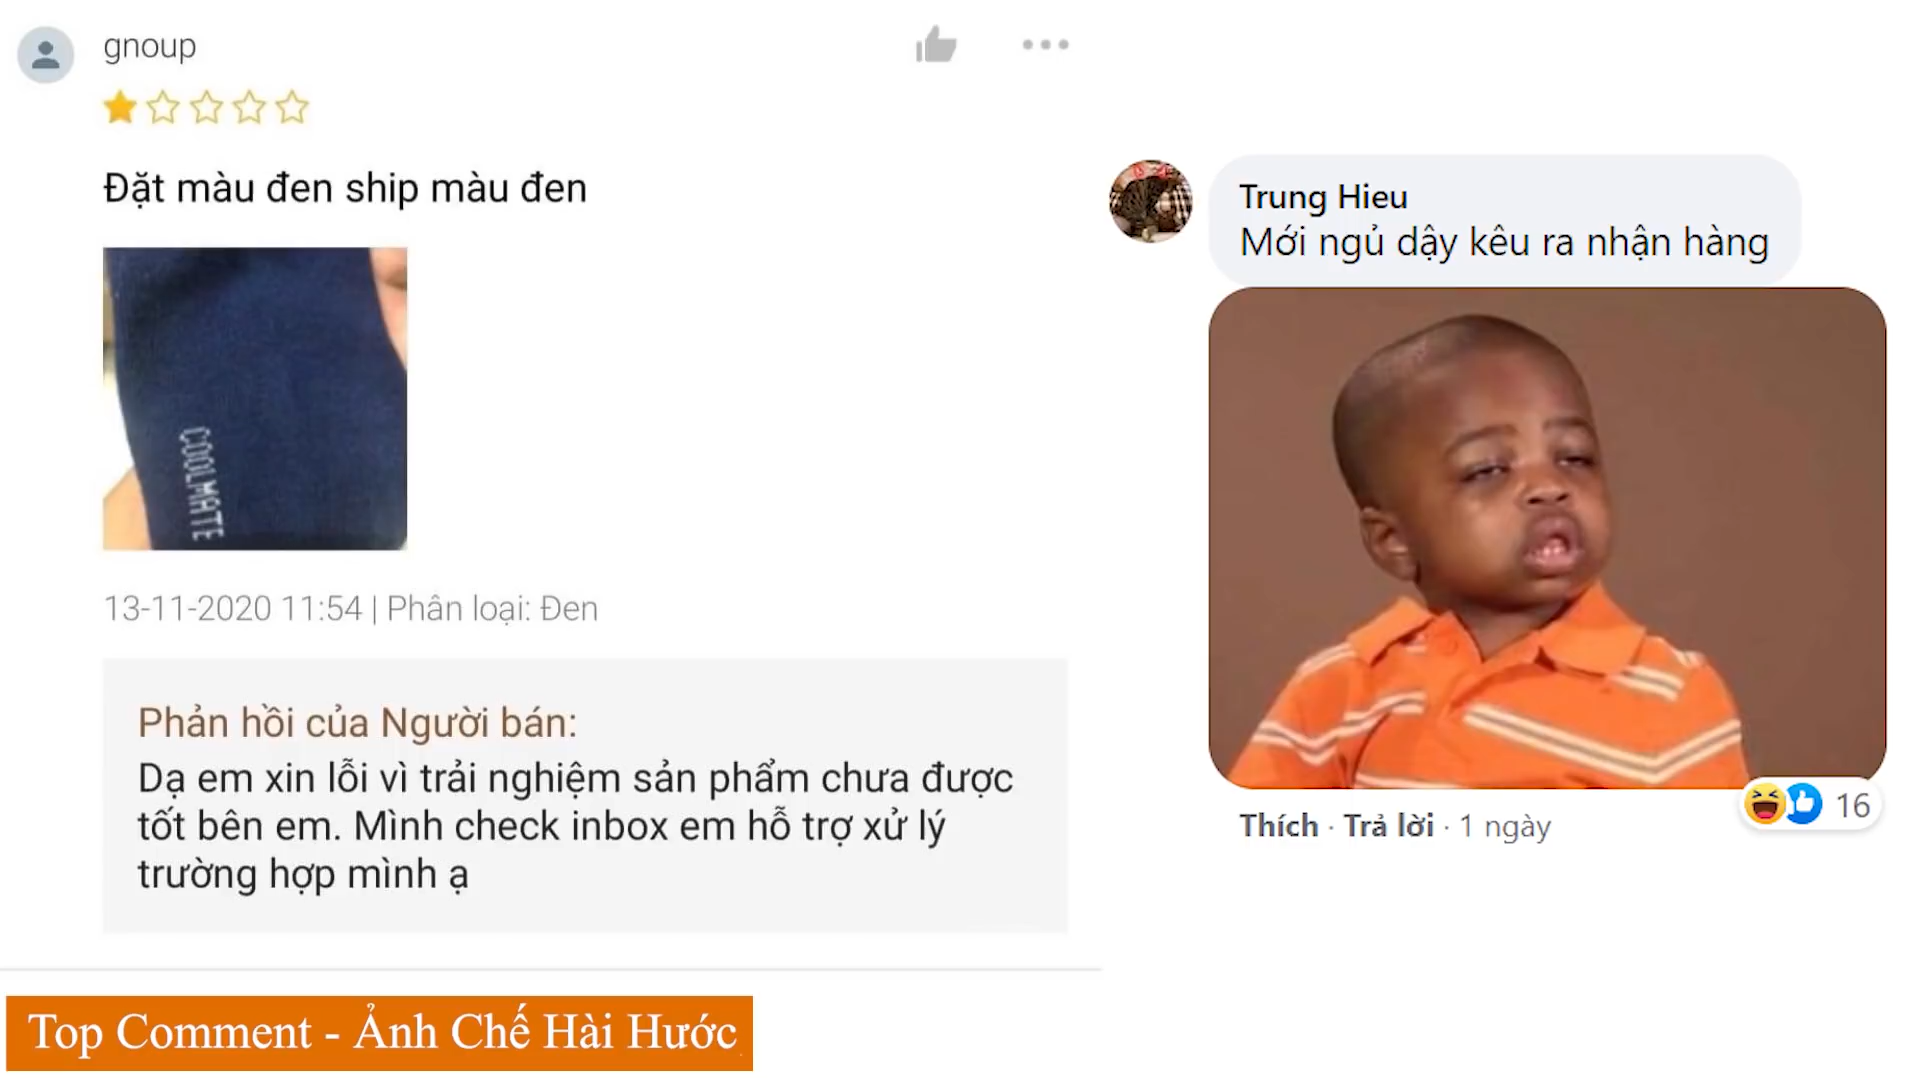 gnoup
Đặt màu đen ship màu đen
COOLMATE
13-11-2020 11:54 | Phân loại: Đen
Phản hồi của Người bán:
Dạ em xin lỗi vì trải nghiệm sản phẩm chưa được
tốt bên em. Mình check inbox em hỗ trợ xử lý
trường hợp mình ạ
Trung Hieu
Mới ngủ dậy kêu ra nhận hàng
Thích · Trả lời · 1 ngày
16
Top Comment - Ảnh Chế Hài Hước